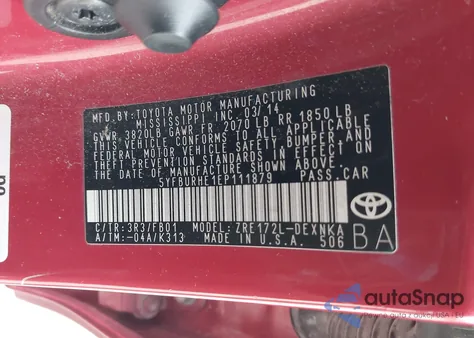 MFD. BY: TOYOTA MOTOR MANUFACTURING
MISSISSIPPI INC. 03/14
GVWR 3820LB GAWR FR 2070 LB RR 1850 LB
THIS VEHICLE CONFORMS TO ALL APPLICABLE
FEDERAL MOTOR VEHICLE SAFETY, BUMPER, AND
THEFT PREVENTION STANDARDS IN EFFECT ON
THE DATE OF MANUFACTURE SHOWN ABOVE.
5YFBURHE1EP111879 PASS.CAR
C/TR: 3R3/FB01 MODEL: ZRE172L-DEXNKA
A/TM: -04A/K313 MADE IN U.S.A. 506
BA
autaSnap